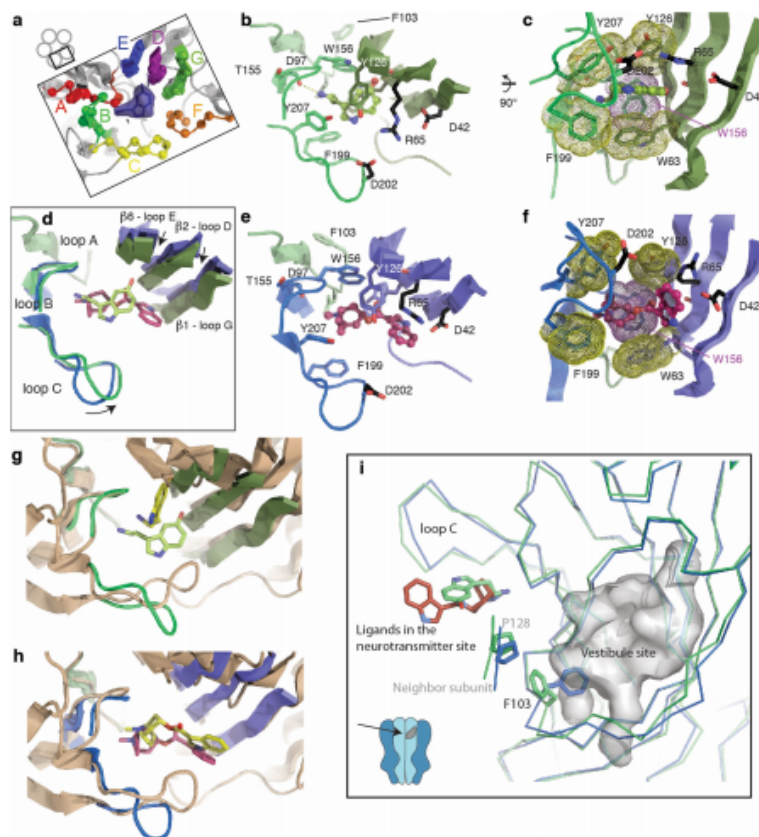 a
E
D
G
A
B
F
C
b
F103
W156
D97
Y126
T155
Y207
R65
D42
F199
D202
90°
c
Y207
Y126
R65
D202
D42
W156
F199
W63
d
β6 - loop E
β2 - loop D
loop A
loop B
β1 - loop G
loop C
e
F103
W156
D97
Y126
T155
R65
Y207
D42
F199
D202
f
Y207
D202
Y126
R65
D42
W156
F199
W63
g
h
i
loop C
Ligands in the
neurotransmitter site
P128
Vestibule site
Neighbor subunit
F103